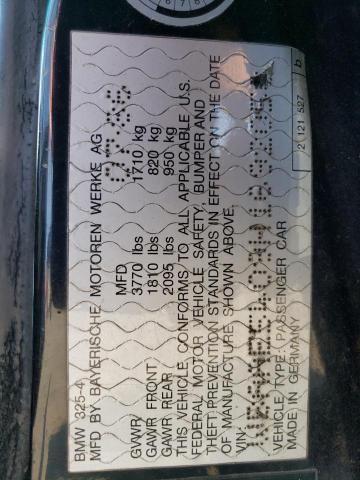 BMW 325-4
MFD BY BAYERISCHE MOTOREN WERKE AG
MFD
GVWR 3770 lbs 1710 kg
GAWR FRONT 1810 lbs 820 kg
GAWR REAR 2095 lbs 950 kg
THIS VEHICLE CONFORMS TO ALL APPLICABLE U.S.
FEDERAL MOTOR VEHICLE SAFETY, BUMPER AND
THEFT PREVENTION STANDARDS IN EFFECT ON THE DATE
OF MANUFACTURE SHOWN ABOVE.
VIN:
VEHICLE TYPE: PASSENGER CAR
MADE IN GERMANY
2 121 527 b